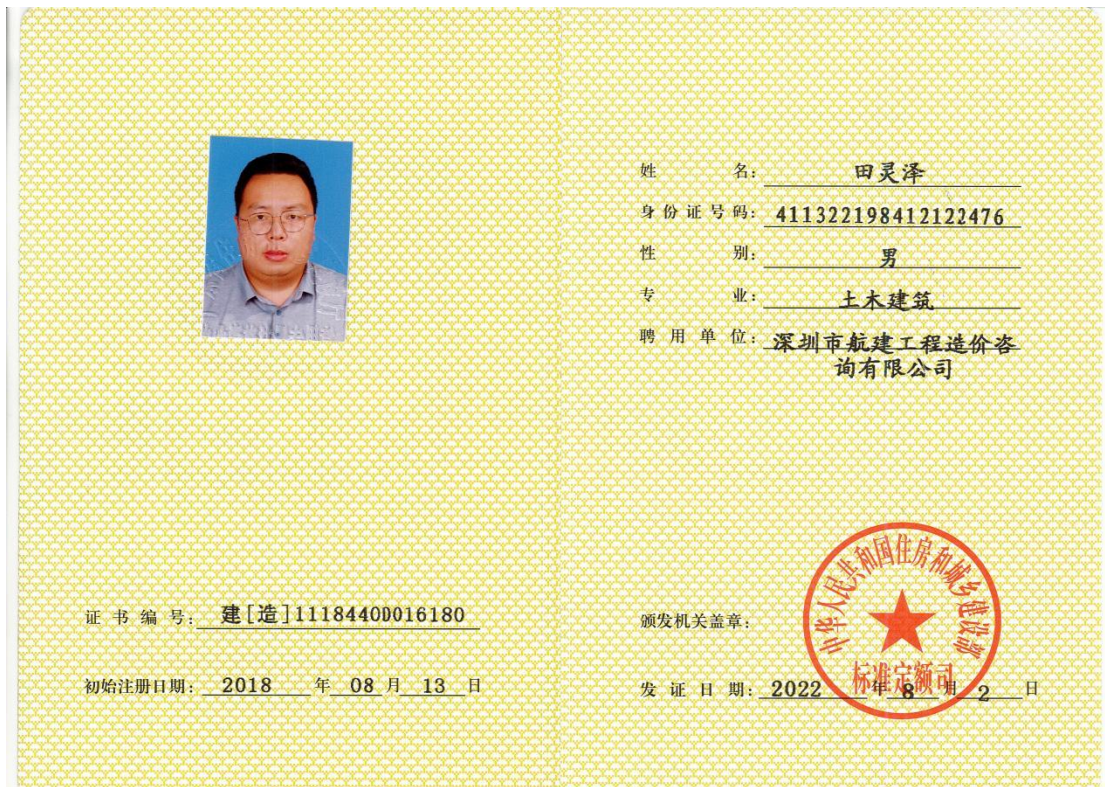 证书编号: 建[造]11184400016180
初始注册日期: 2018 年 08 月 13 日
姓名: 田灵泽
身份证号码: 411322198412122476
性别: 男
专业: 土木建筑
聘用单位: 深圳市航建工程造价咨
询有限公司
颁发机关盖章:
中华人民共和国住房和城乡建设部
标准定额司
发证日期: 2022 年 8 月 2 日